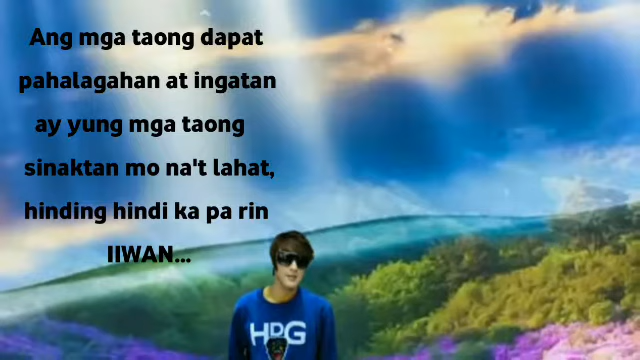 Ang mga taong dapat
pahalagahan at ingatan
ay yung mga taong
sinaktan mo na't lahat,
hinding hindi ka pa rin
IIWAN...
HDG